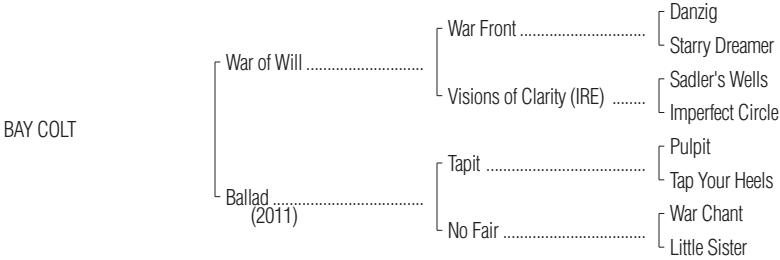 Danzig
War Front ..............................
Starry Dreamer
War of Will ............................
Sadler's Wells
Visions of Clarity (IRE) ........
Imperfect Circle
BAY COLT
Pulpit
Tapit ......................................
Tap Your Heels
Ballad ....................................
(2011)
War Chant
No Fair ..................................
Little Sister